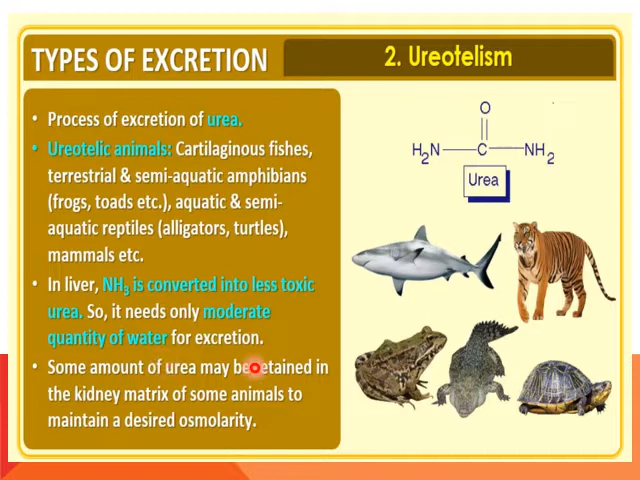 TYPES OF EXCRETION
2. Ureotelism
• Process of excretion of urea.
• Ureotelic animals: Cartilaginous fishes,
terrestrial & semi-aquatic amphibians
(frogs, toads etc.), aquatic & semi-
aquatic reptiles (alligators, turtles),
mammals etc.
• In liver, NH3 is converted into less toxic
urea. So, it needs only moderate
quantity of water for excretion.
• Some amount of urea may be retained in
the kidney matrix of some animals to
maintain a desired osmolarity.
O
H2N C NH2
Urea